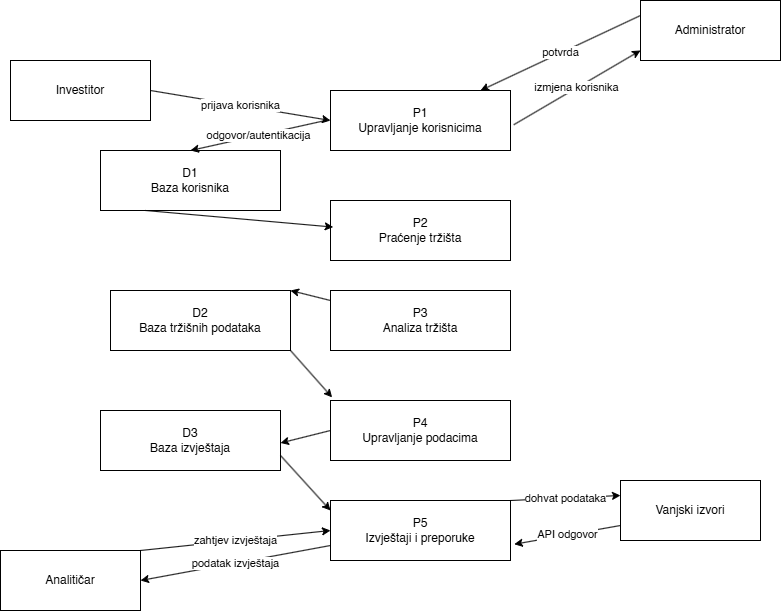 Administrator
potvrda
izmjena korisnika
Investitor
prijava korisnika
P1
Upravljanje korisnicima
odgovor/autentikacija
D1
Baza korisnika
P2
Praćenje tržišta
D2
Baza tržišnih podataka
P3
Analiza tržišta
P4
Upravljanje podacima
D3
Baza izvještaja
P5
Izvještaji i preporuke
dohvat podataka
Vanjski izvori
API odgovor
zahtjev izvještaja
podatak izvještaja
Analitičar